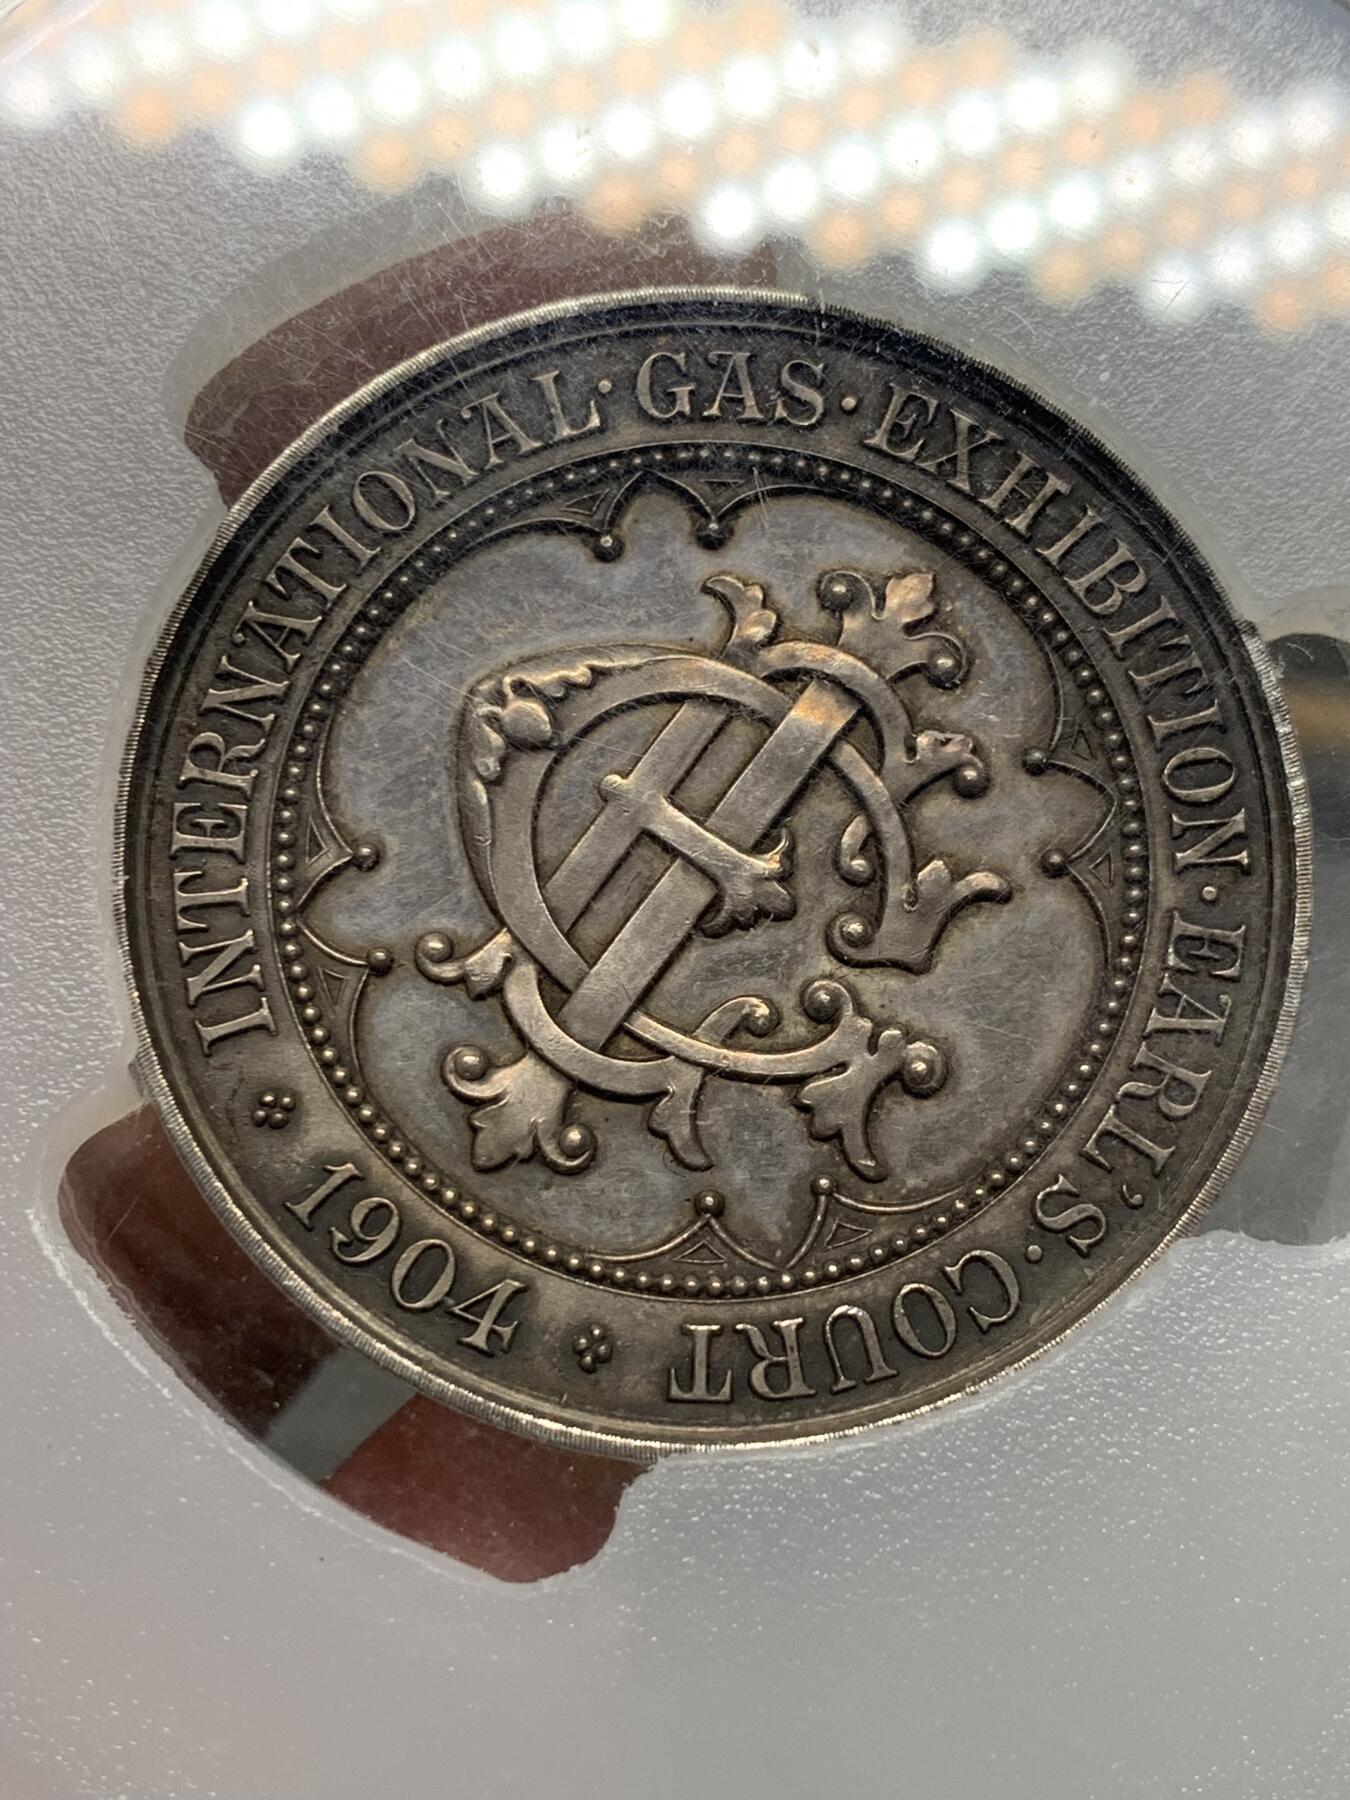 INTERNATIONAL · GAS · EXHIBITION · EARL'S · COURT
1904